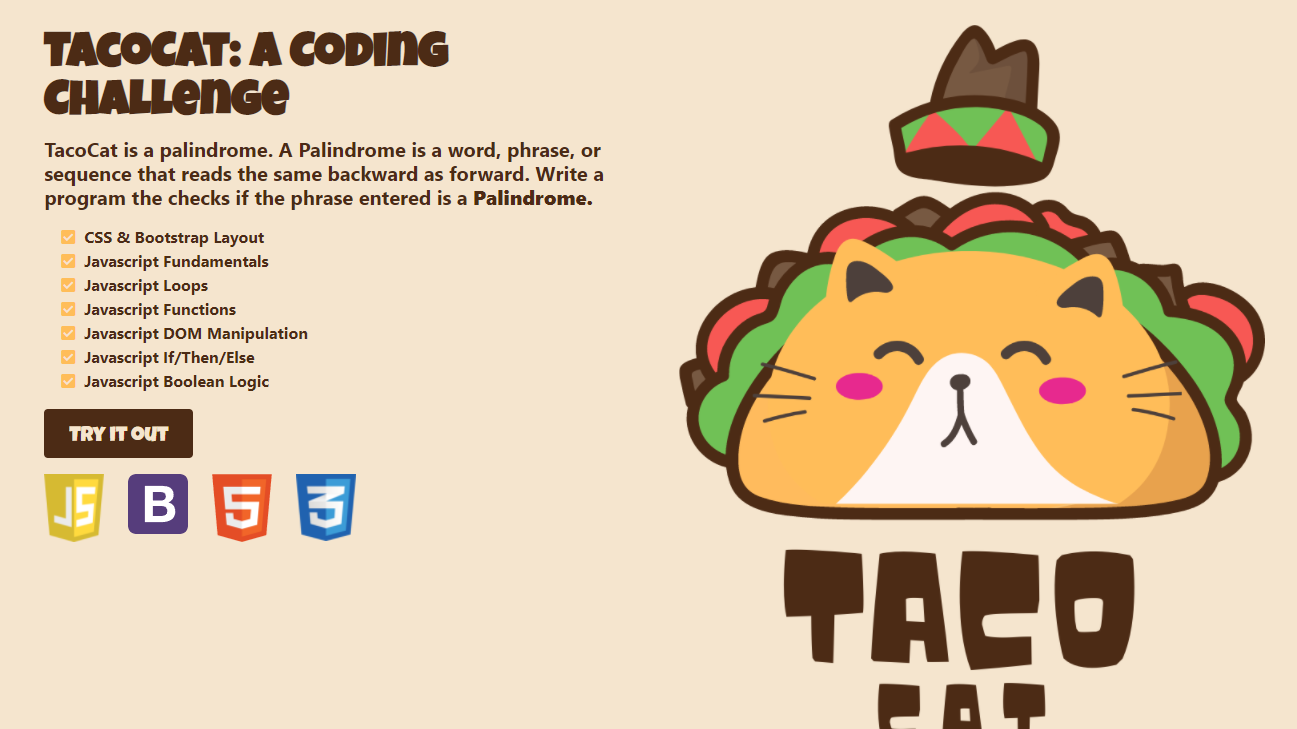 TACOCAT: A CODING
CHALLENGE
TacoCat is a palindrome. A Palindrome is a word, phrase, or
sequence that reads the same backward as forward. Write a
program the checks if the phrase entered is a Palindrome.
CSS & Bootstrap Layout
Javascript Fundamentals
Javascript Loops
Javascript Functions
Javascript DOM Manipulation
Javascript If/Then/Else
Javascript Boolean Logic
TRY IT OUT
JS B 5 3
TACO
CAT